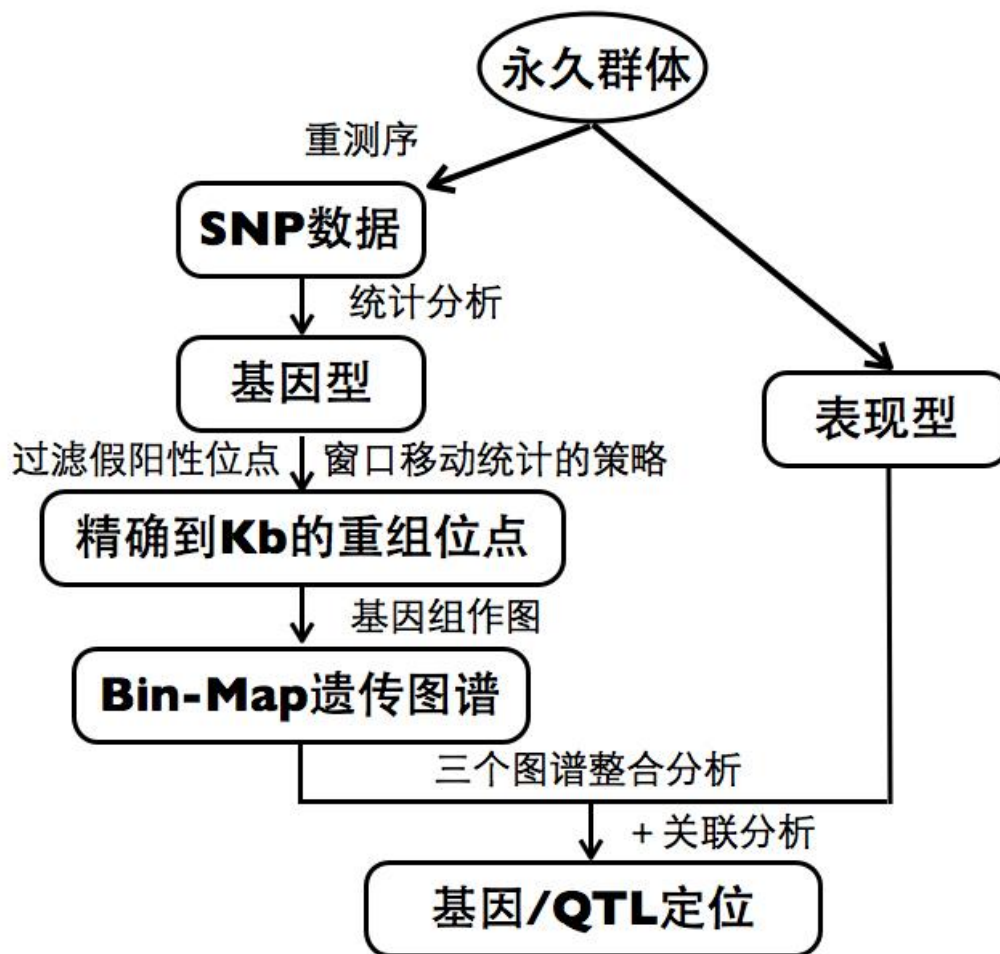 永久群体
重测序
SNP数据
统计分析
基因型
表现型
过滤假阳性位点 窗口移动统计的策略
精确到Kb的重组位点
基因组作图
Bin-Map遗传图谱
三个图谱整合分析
+关联分析
基因/QTL定位